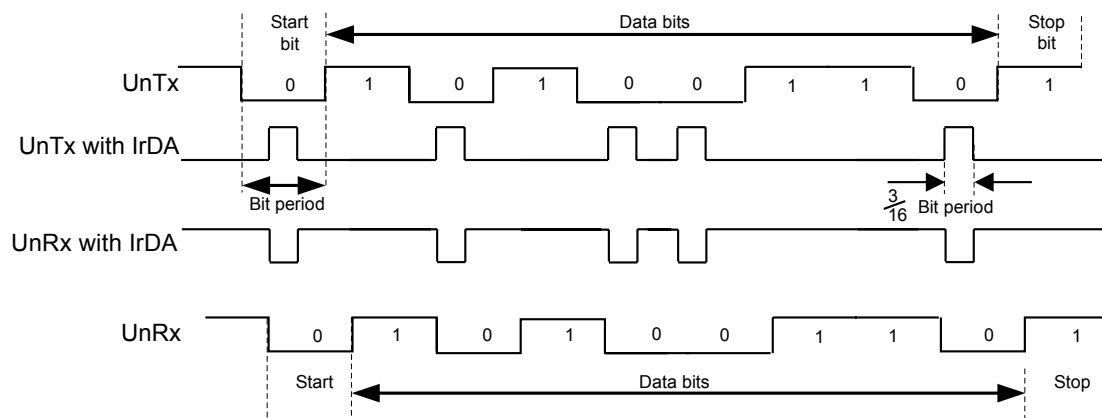 Start bit
Data bits
Stop bit
UnTx 0 1 0 1 0 0 1 1 0 1
UnTx with IrDA
Bit period
3/16 Bit period
UnRx with IrDA
UnRx 0 1 0 1 0 0 1 1 0 1
Start
Data bits
Stop